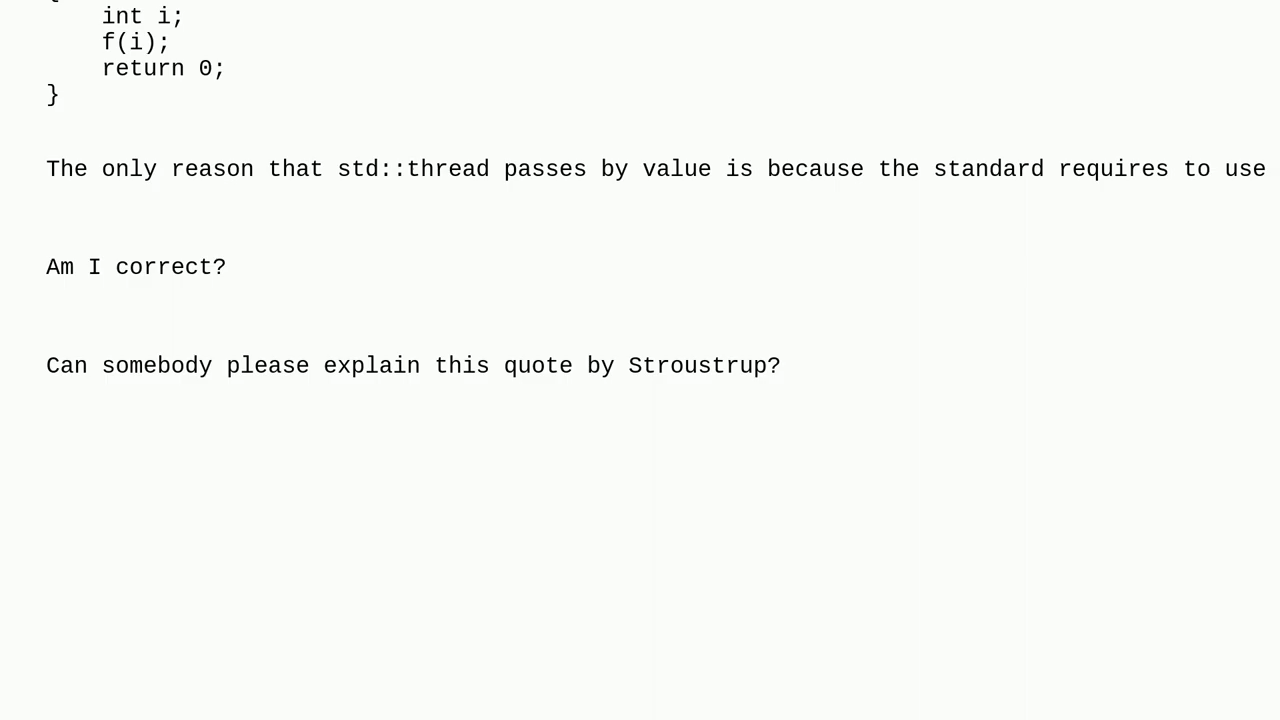 int i;
f(i);
return 0;
}
The only reason that std::thread passes by value is because the standard requires to use
Am I correct?
Can somebody please explain this quote by Stroustrup?